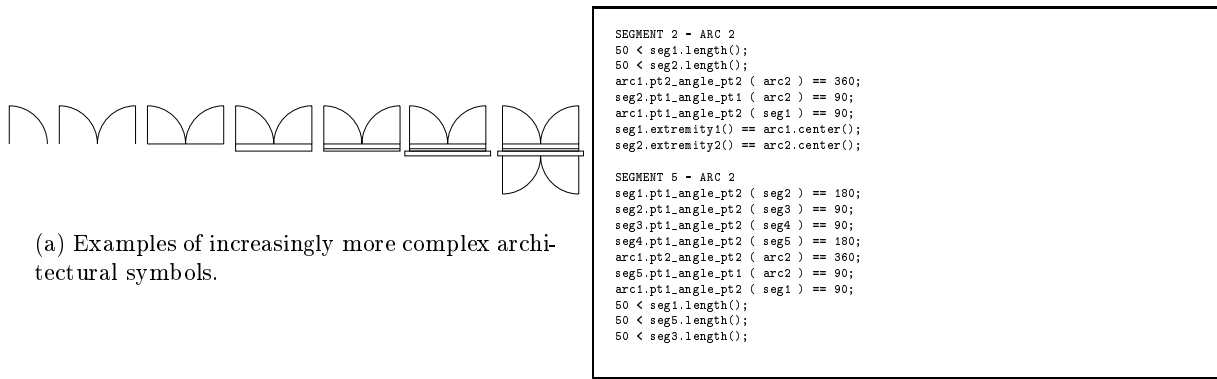 (a) Examples of increasingly more complex archi-
tectural symbols.
SEGMENT 2 - ARC 2
50 < seg1.length();
50 < seg2.length();
arc1.pt2_angle_pt2 ( arc2 ) == 360;
seg2.pt1_angle_pt1 ( arc2 ) == 90;
arc1.pt1_angle_pt2 ( seg1 ) == 90;
seg1.extremity1() == arc1.center();
seg2.extremity2() == arc2.center();
SEGMENT 5 - ARC 2
seg1.pt1_angle_pt2 ( seg2 ) == 180;
seg2.pt1_angle_pt2 ( seg3 ) == 90;
seg3.pt1_angle_pt2 ( seg4 ) == 90;
seg4.pt1_angle_pt2 ( seg5 ) == 180;
arc1.pt2_angle_pt2 ( arc2 ) == 360;
seg5.pt1_angle_pt1 ( arc2 ) == 90;
arc1.pt1_angle_pt2 ( seg1 ) == 90;
50 < seg1.length();
50 < seg5.length();
50 < seg3.length();